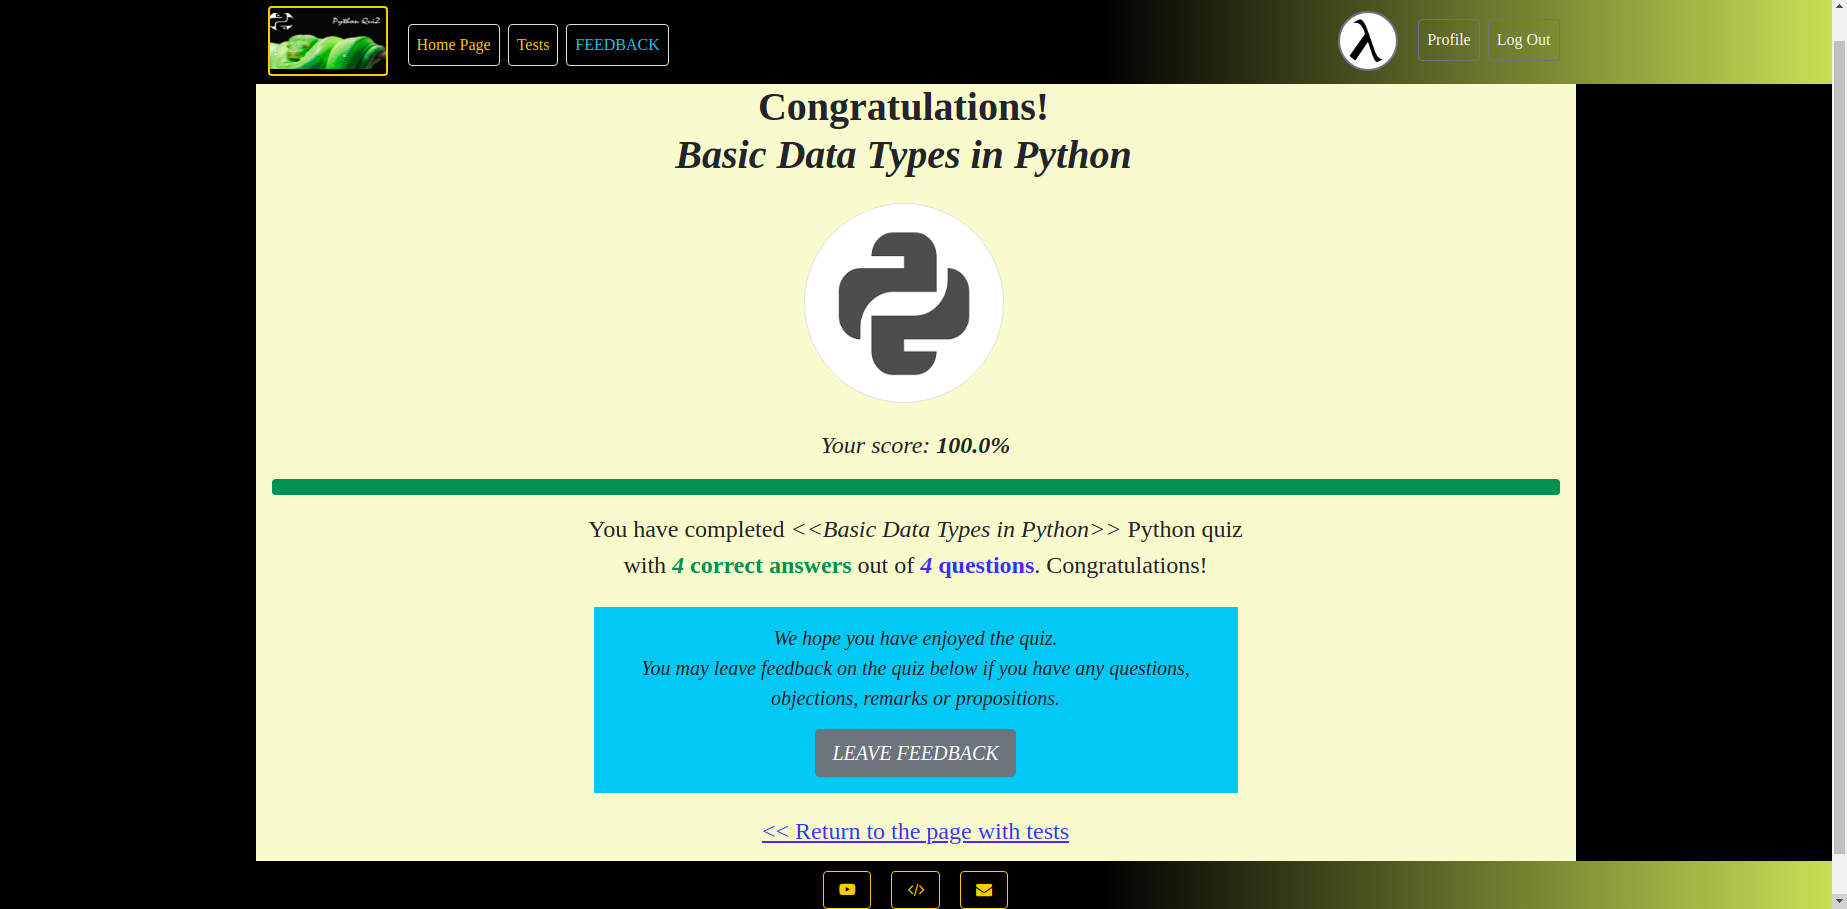 Python QuiZ
Home Page
Tests
FEEDBACK
λ
Profile
Log Out
Congratulations!
Basic Data Types in Python
Your score: 100.0%
You have completed <<Basic Data Types in Python>> Python quiz
with 4 correct answers out of 4 questions. Congratulations!
We hope you have enjoyed the quiz.
You may leave feedback on the quiz below if you have any questions,
objections, remarks or propositions.
LEAVE FEEDBACK
<< Return to the page with tests